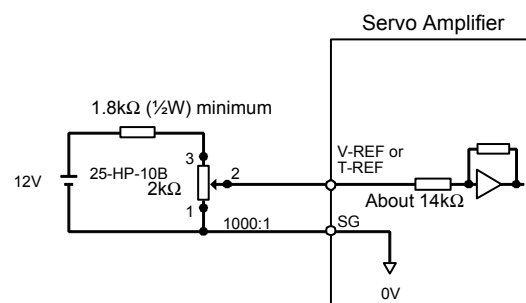 Servo Amplifier
1.8kΩ (½W) minimum
3
V-REF or
T-REF
2
12V
25-HP-10B
2kΩ
About 14kΩ
1
1000:1
SG
0V